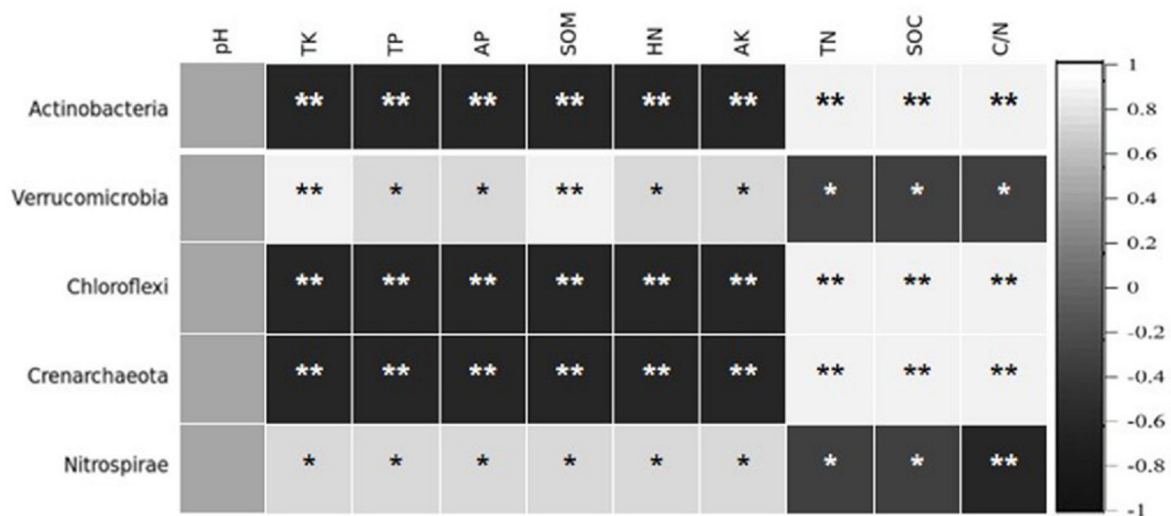 pH TK TP AP SOM HN AK TN SOC C/N
Actinobacteria ** ** ** ** ** ** ** ** **
Verrucomicrobia ** * * ** * * * * *
Chloroflexi ** ** ** ** ** ** ** ** **
Crenarchaeota ** ** ** ** ** ** ** ** **
Nitrospirae * * * * * * * * **
1
0.8
0.6
0.4
0.2
0
-0.2
-0.4
-0.6
-0.8
-1